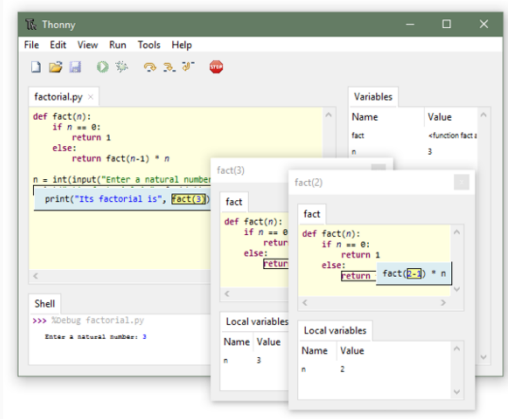 Thonny
File Edit View Run Tools Help
STOP
factorial.py ×
def fact(n):
if n == 0:
return 1
else:
return fact(n-1) * n
n = int(input("Enter a natural number
print("Its factorial is", fact(3))
Shell
>>> %Debug factorial.py
Enter a natural number: 3
Variables
Name Value
fact <function fact a
n 3
fact(3)
fact
def fact(n):
if n == 0
retur
else:
retur
Local variables
Name Value
n 3
fact(2)
fact
def fact(n):
if n == 0:
return 1
else:
return fact(2-1) * n
Local variables
Name Value
n 2